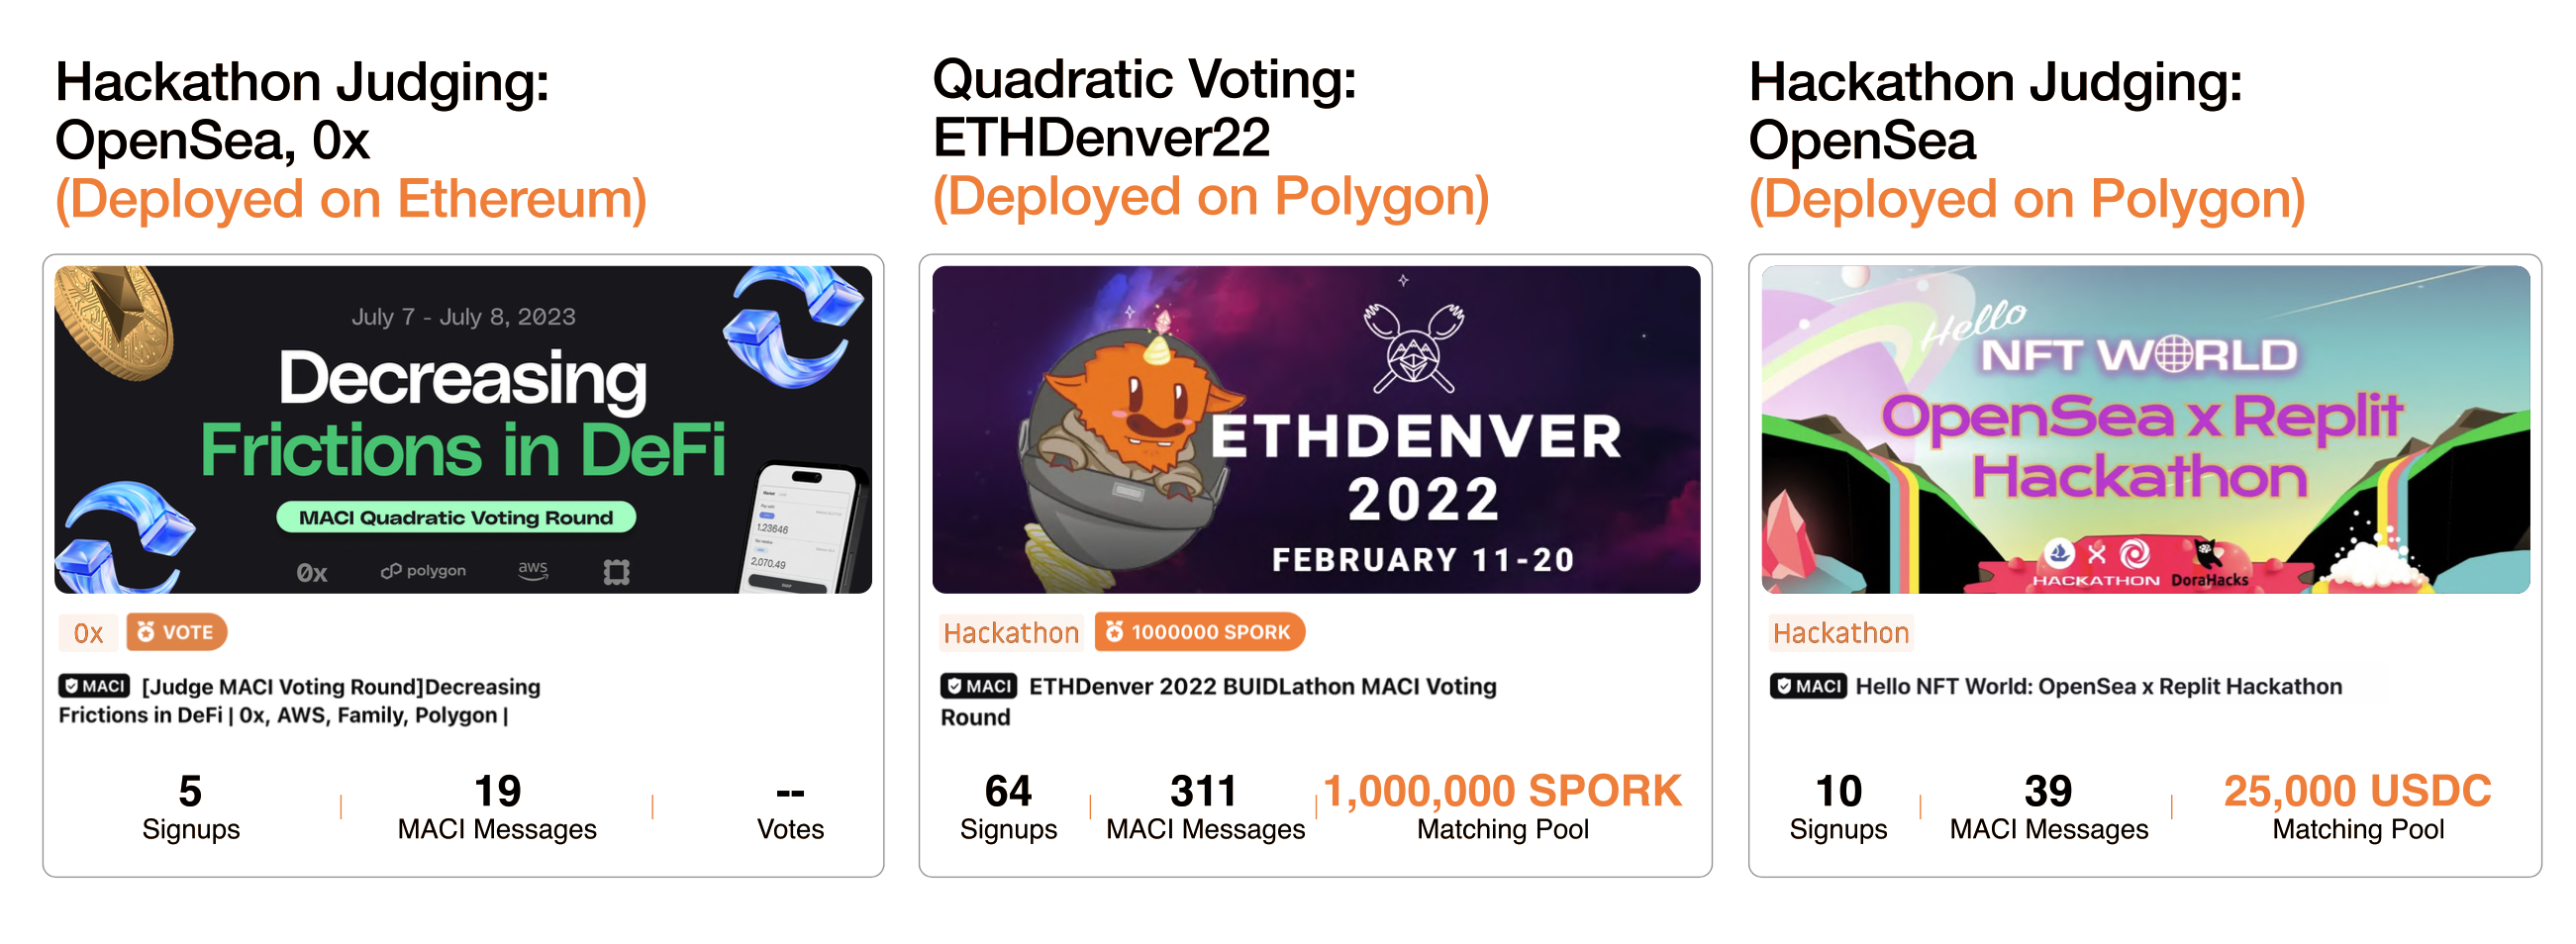 Hackathon Judging:
OpenSea, 0x
(Deployed on Ethereum)
July 7 - July 8, 2023
Decreasing
Frictions in DeFi
MACI Quadratic Voting Round
0x polygon aws
1.23646
2,070.49
0x VOTE
MACI [Judge MACI Voting Round]Decreasing
Frictions in DeFi | 0x, AWS, Family, Polygon |
5 19 --
Signups MACI Messages Votes
Quadratic Voting:
ETHDenver22
(Deployed on Polygon)
ETHDENVER
2022
FEBRUARY 11-20
Hackathon 1000000 SPORK
MACI ETHDenver 2022 BUIDLathon MACI Voting
Round
64 311 1,000,000 SPORK
Signups MACI Messages Matching Pool
Hackathon Judging:
OpenSea
(Deployed on Polygon)
Hello
NFT WORLD
OpenSea x Replit
Hackathon
X
HACKATHON DoraHacks
Hackathon
MACI Hello NFT World: OpenSea x Replit Hackathon
10 39 25,000 USDC
Signups MACI Messages Matching Pool